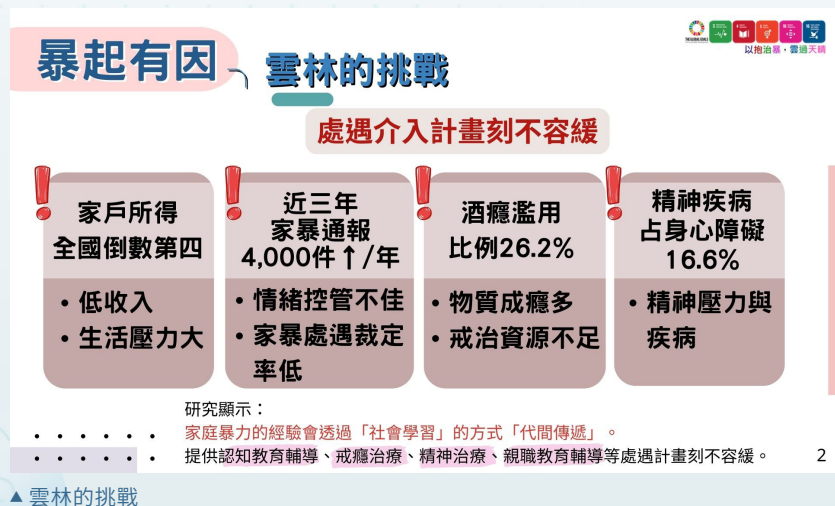 暴起有因、雲林的挑戰
以抱治暴・雲過天晴
處遇介入計畫刻不容緩
家戶所得
全國倒數第四
• 低收入
• 生活壓力大
近三年
家暴通報
4,000件↑/年
• 情緒控管不佳
• 家暴處遇裁定
率低
酒癮濫用
比例26.2%
• 物質成癮多
• 戒治資源不足
精神疾病
占身心障礙
16.6%
• 精神壓力與
疾病
研究顯示：
家庭暴力的經驗會透過「社會學習」的方式「代間傳遞」。
提供認知教育輔導、戒癮治療、精神治療、親職教育輔導等處遇計畫刻不容緩。
2
▲雲林的挑戰